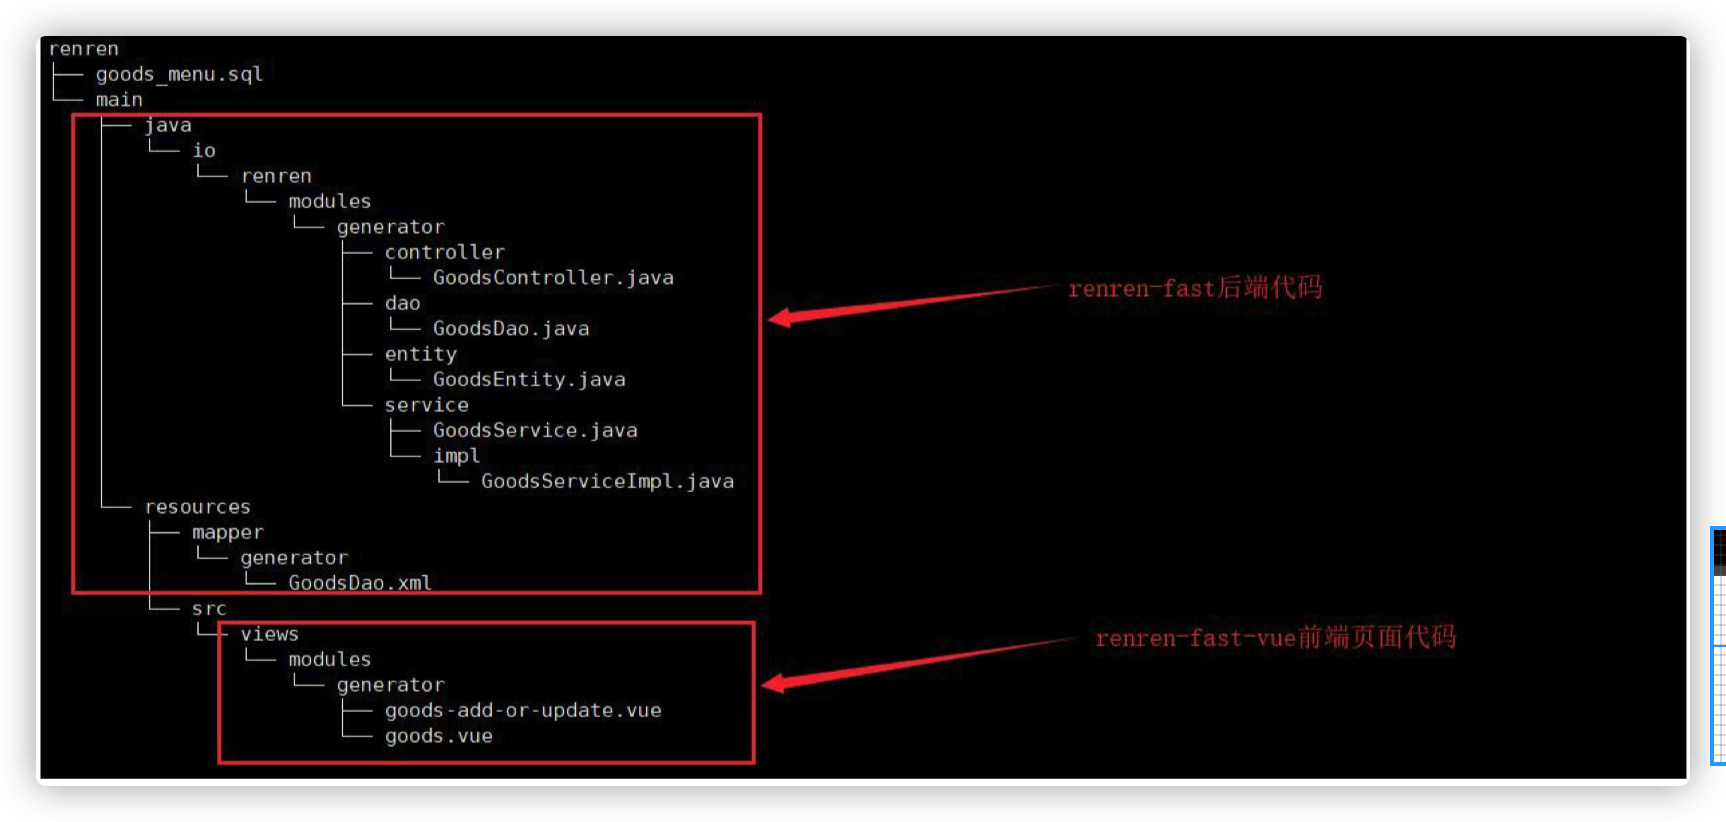 renren
goods_menu.sql
main
java
io
renren
modules
generator
controller
GoodsController.java
renren-fast后端代码
dao
GoodsDao.java
entity
GoodsEntity.java
service
GoodsService.java
impl
GoodsServiceImpl.java
resources
mapper
generator
GoodsDao.xml
src
views
renren-fast-vue前端页面代码
modules
generator
goods-add-or-update.vue
goods.vue